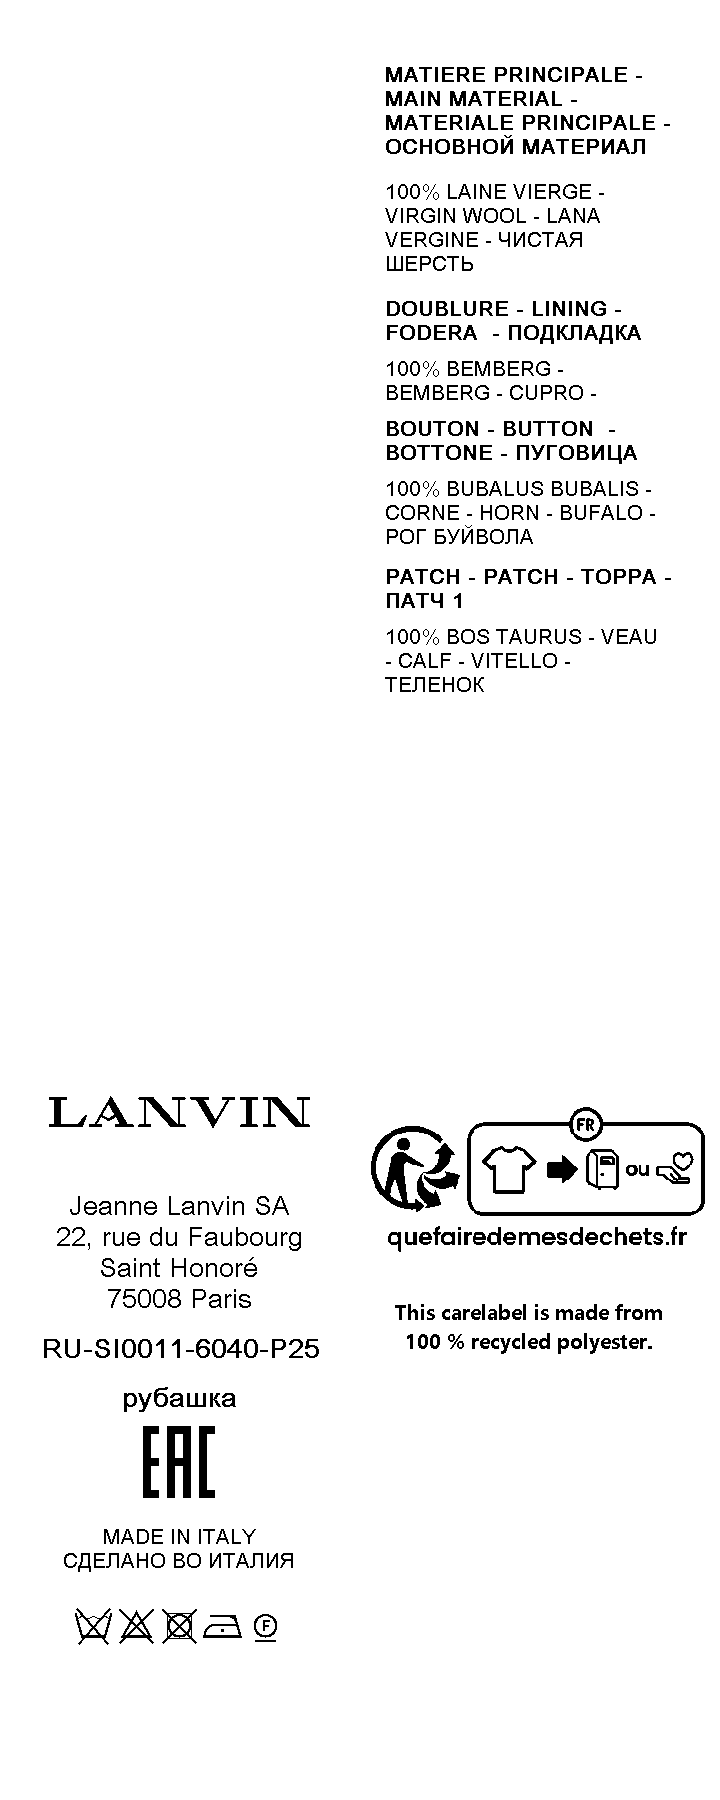 MATIERE PRINCIPALE -
MAIN MATERIAL -
MATERIALE PRINCIPALE -
ОСНОВНОЙ МАТЕРИАЛ
100% LAINE VIERGE -
VIRGIN WOOL - LANA
VERGINE - ЧИСТАЯ
ШЕРСТЬ
DOUBLURE - LINING -
FODERA - ПОДКЛАДКА
100% BEMBERG -
BEMBERG - CUPRO -
BOUTON - BUTTON -
BOTTONE - ПУГОВИЦА
100% BUBALUS BUBALIS -
CORNE - HORN - BUFALO -
РОГ БУЙВОЛА
PATCH - PATCH - TOPPA -
ПАТЧ 1
100% BOS TAURUS - VEAU
- CALF - VITELLO -
ТЕЛЕНОК
LANVIN
Jeanne Lanvin SA
22, rue du Faubourg
Saint Honoré
75008 Paris
RU-SI0011-6040-P25
рубашка
EAC
MADE IN ITALY
СДЕЛАНО ВО ИТАЛИЯ
F
FR
ou
quefairedemesdechets.fr
This carelabel is made from
100 % recycled polyester.